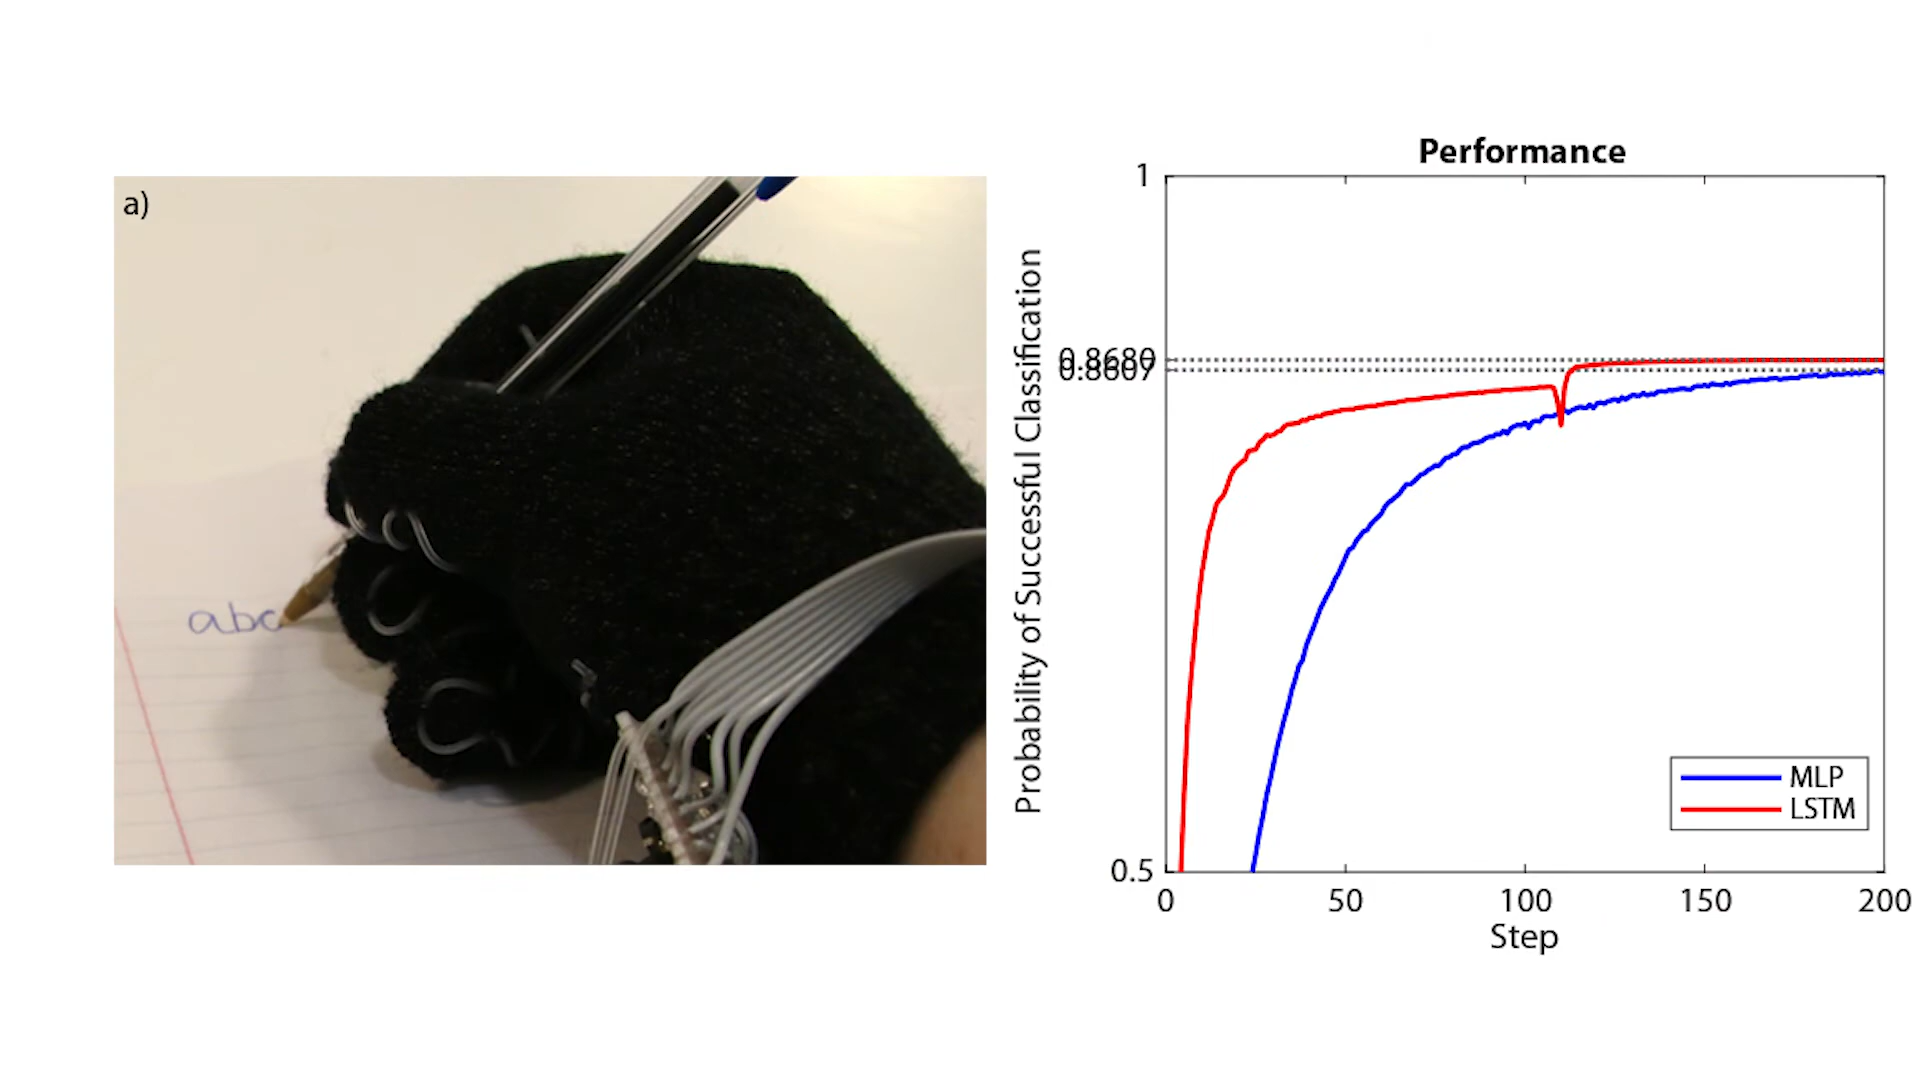 a)
abc
Performance
Probability of Successful Classification
1
0.8680
0.8607
0.5
0
50
100
150
200
Step
MLP
LSTM